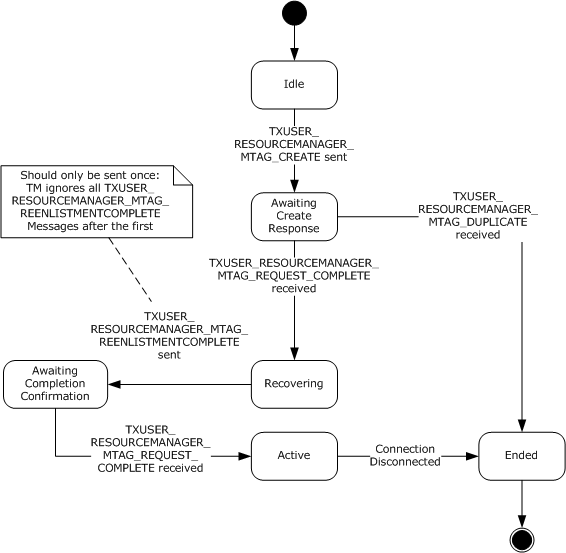 Idle
TXUSER_
RESOURCEMANAGER_
MTAG_CREATE sent
Should only be sent once:
TM ignores all TXUSER_
RESOURCEMANAGER_MTAG_
REENLISTMENTCOMPLETE
Messages after the first
Awaiting
Create
Response
TXUSER_
RESOURCEMANAGER_
MTAG_DUPLICATE
received
TXUSER_RESOURCEMANAGER_
MTAG_REQUEST_COMPLETE
received
TXUSER_
RESOURCEMANAGER_MTAG_
REENLISTMENTCOMPLETE
sent
Awaiting
Completion
Confirmation
Recovering
TXUSER_
RESOURCEMANAGER_
MTAG_REQUEST_
COMPLETE received
Active
Connection
Disconnected
Ended